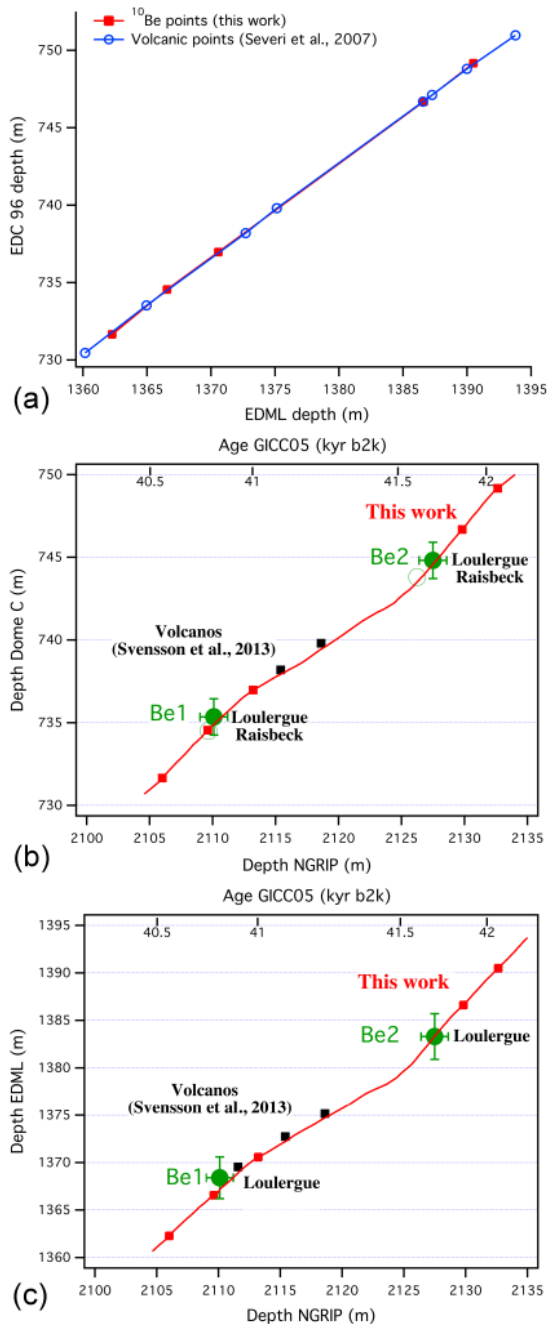 10Be points (this work)
Volcanic points (Severi et al., 2007)
750
745
740
735
730
EDC 96 depth (m)
1360
1365
1370
1375
1380
1385
1390
1395
EDML depth (m)
(a)
Age GICC05 (kyr b2k)
40.5
41
41.5
42
750
745
740
735
730
Depth Dome C (m)
This work
Be2
Loulergue
Raisbeck
Volcanos
(Svensson et al., 2013)
Be1
Loulergue
Raisbeck
2100
2105
2110
2115
2120
2125
2130
2135
Depth NGRIP (m)
(b)
Age GICC05 (kyr b2k)
40.5
41
41.5
42
1395
1390
1385
1380
1375
1370
1365
1360
Depth EDML (m)
This work
Be2
Loulergue
Volcanos
(Svensson et al., 2013)
Be1
Loulergue
2100
2105
2110
2115
2120
2125
2130
2135
Depth NGRIP (m)
(c)